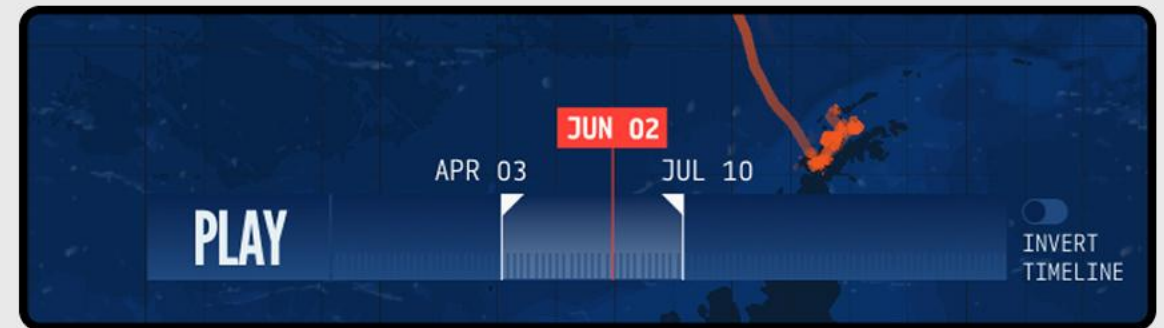 JUN 02
APR 03
JUL 10
PLAY
INVERT
TIMELINE